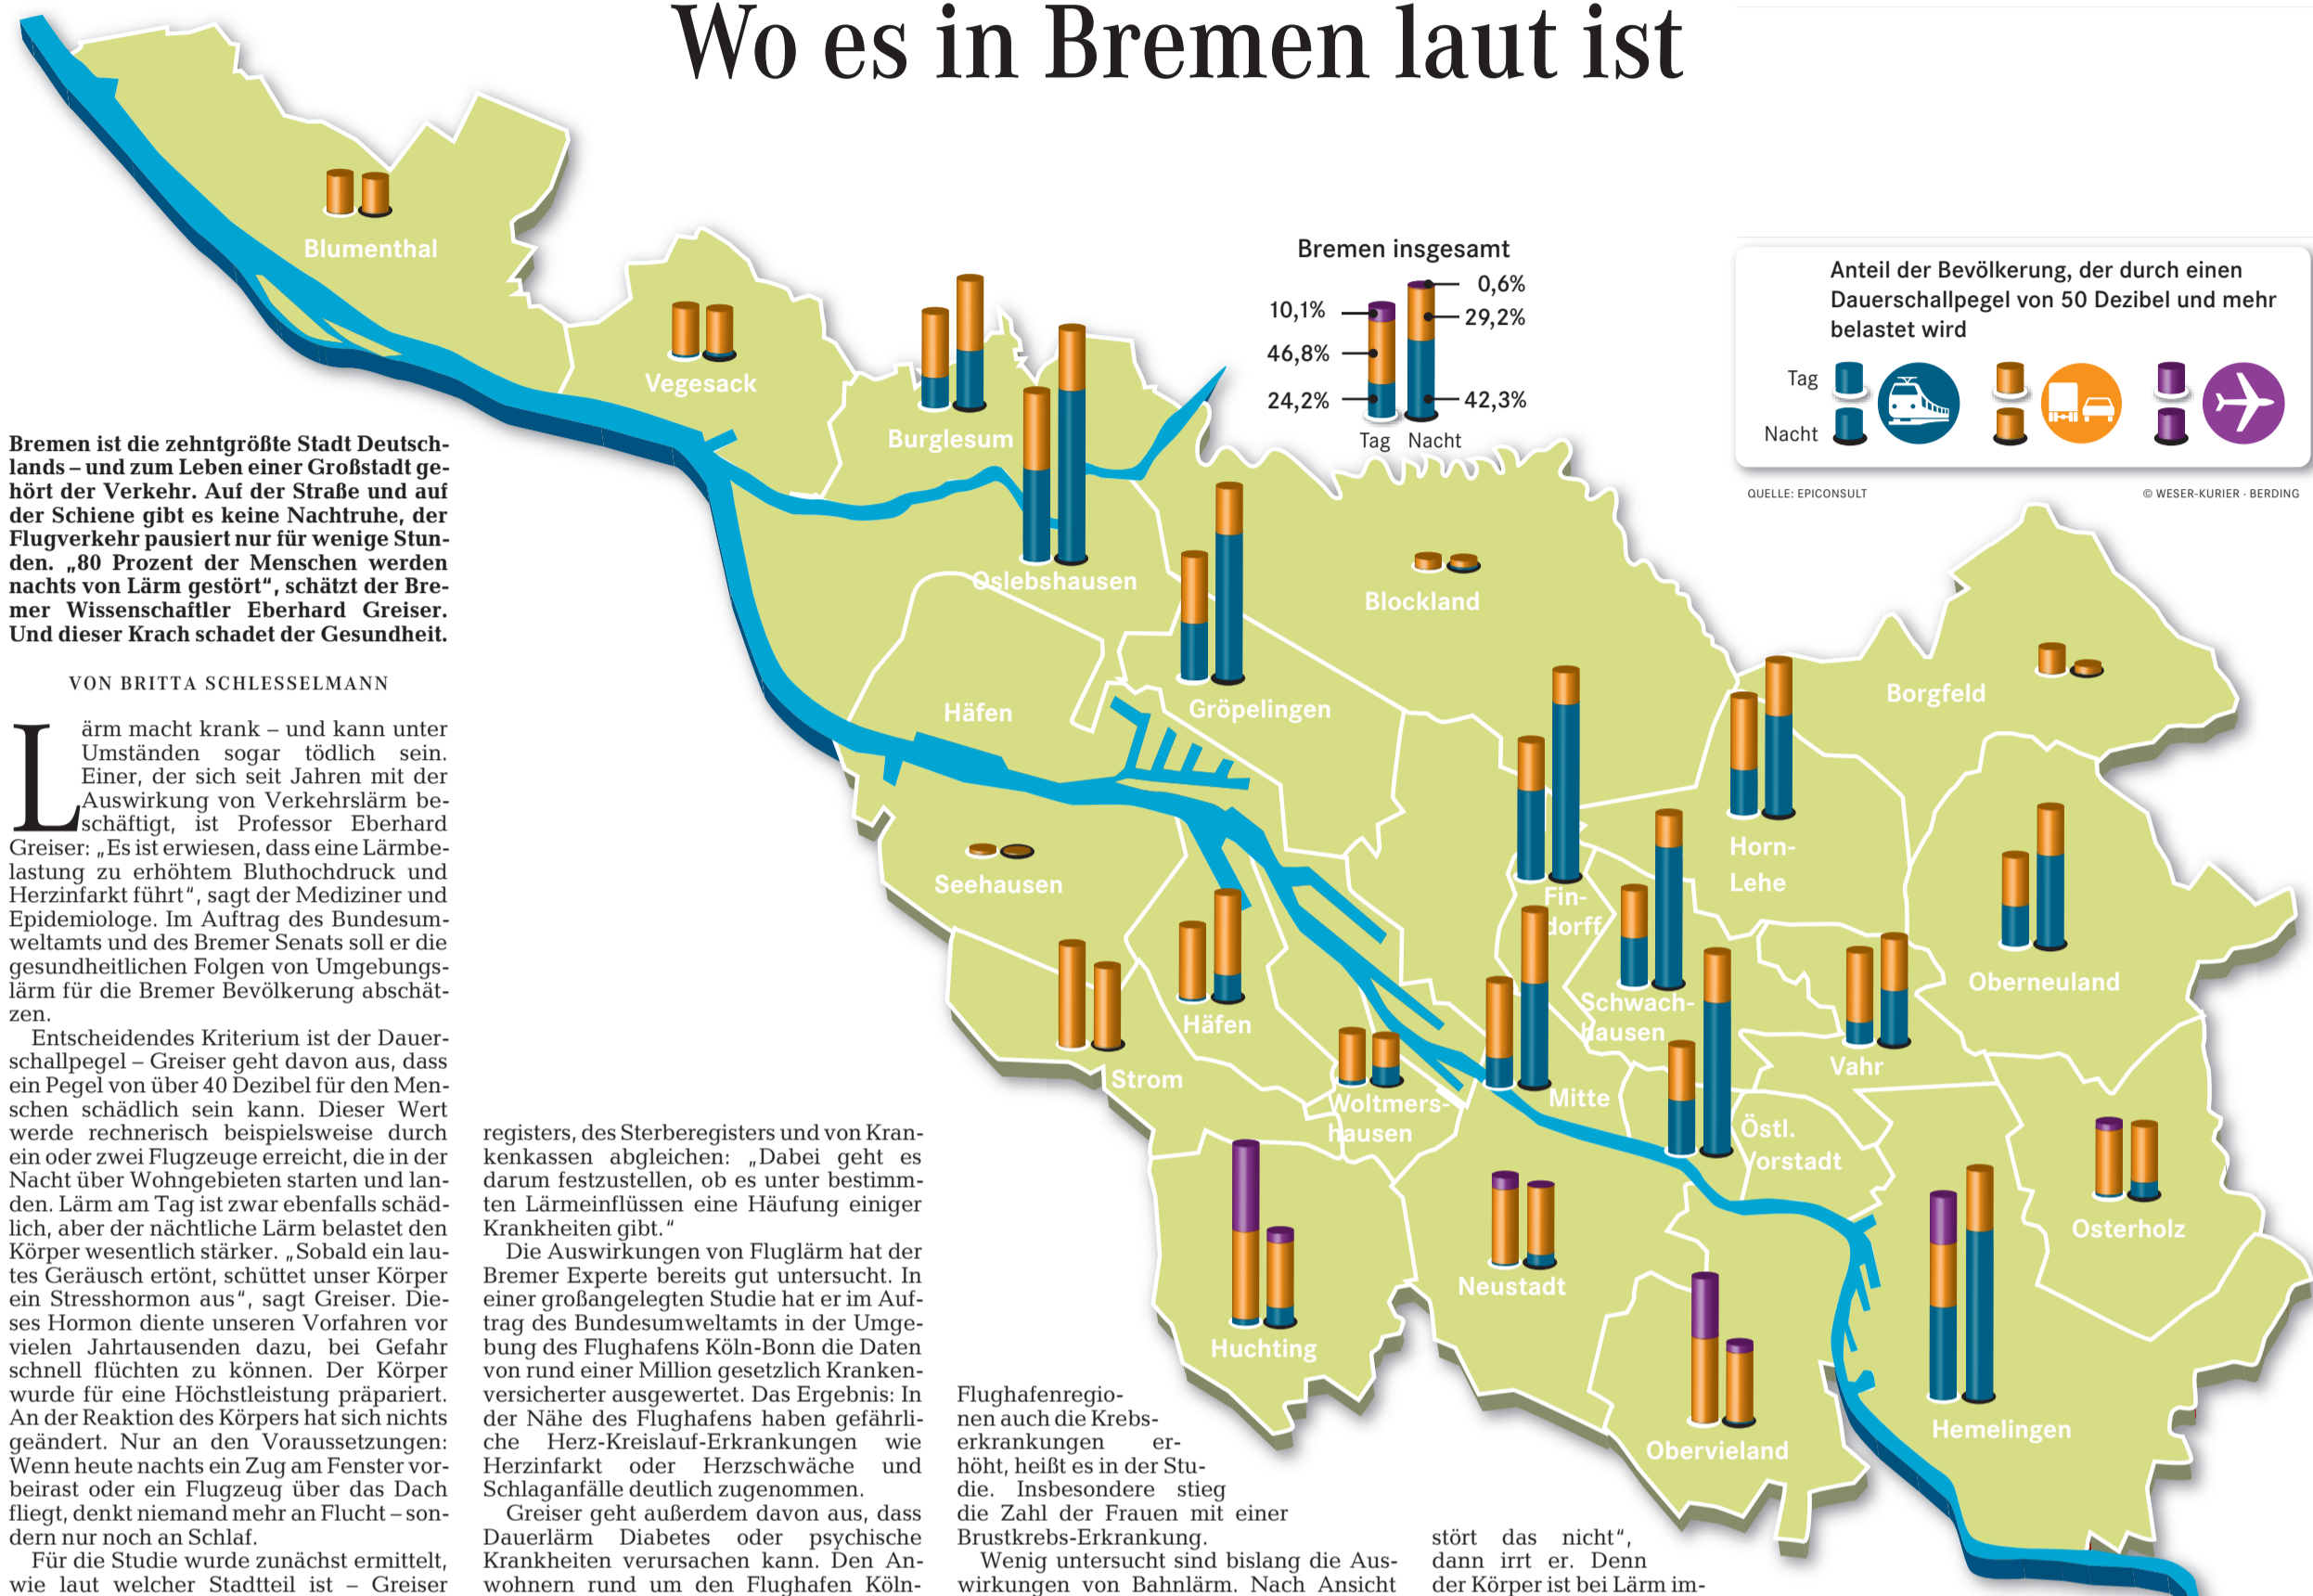 Wo es in Bremen laut ist
Blumenthal
Vegesack
Burglesum
Oslebshausen
Bremen insgesamt
10,1%
46,8%
24,2%
0,6%
29,2%
42,3%
Tag Nacht
Anteil der Bevölkerung, der durch einen
Dauerschallpegel von 50 Dezibel und mehr
belastet wird
Tag
Nacht
QUELLE: EPICONSULT
© WESER-KURIER · BERDING
Blockland
Borgfeld
Häfen
Gröpelingen
Horn-
Lehe
Seehausen
Fin-
dorff
Oberneuland
Schwach-
hausen
Häfen
Vahr
Strom
Woltmers-
hausen
Mitte
Östl.
Vorstadt
Osterholz
Neustadt
Huchting
Obervieland
Hemelingen
Bremen ist die zehntgrößte Stadt Deutsch-
lands – und zum Leben einer Großstadt ge-
hört der Verkehr. Auf der Straße und auf
der Schiene gibt es keine Nachtruhe, der
Flugverkehr pausiert nur für wenige Stun-
den. „80 Prozent der Menschen werden
nachts von Lärm gestört“, schätzt der Bre-
mer Wissenschaftler Eberhard Greiser.
Und dieser Krach schadet der Gesundheit.
VON BRITTA SCHLESSELMANN
Lärm macht krank – und kann unter
Umständen sogar tödlich sein.
Einer, der sich seit Jahren mit der
Auswirkung von Verkehrslärm be-
schäftigt, ist Professor Eberhard
Greiser: „Es ist erwiesen, dass eine Lärmbe-
lastung zu erhöhtem Bluthochdruck und
Herzinfarkt führt“, sagt der Mediziner und
Epidemiologe. Im Auftrag des Bundesum-
weltamts und des Bremer Senats soll er die
gesundheitlichen Folgen von Umgebungs-
lärm für die Bremer Bevölkerung abschät-
zen.
Entscheidendes Kriterium ist der Dauer-
schallpegel – Greiser geht davon aus, dass
ein Pegel von über 40 Dezibel für den Men-
schen schädlich sein kann. Dieser Wert
werde rechnerisch beispielsweise durch
ein oder zwei Flugzeuge erreicht, die in der
Nacht über Wohngebieten starten und lan-
den. Lärm am Tag ist zwar ebenfalls schäd-
lich, aber der nächtliche Lärm belastet den
Körper wesentlich stärker. „Sobald ein lau-
tes Geräusch ertönt, schüttet unser Körper
ein Stresshormon aus“, sagt Greiser. Die-
ses Hormon diente unseren Vorfahren vor
vielen Jahrtausenden dazu, bei Gefahr
schnell flüchten zu können. Der Körper
wurde für eine Höchstleistung präpariert.
An der Reaktion des Körpers hat sich nichts
geändert. Nur an den Voraussetzungen:
Wenn heute nachts ein Zug am Fenster vor-
beirast oder ein Flugzeug über das Dach
fliegt, denkt niemand mehr an Flucht – son-
dern nur noch an Schlaf.
Für die Studie wurde zunächst ermittelt,
wie laut welcher Stadtteil ist – Greiser
registers, des Sterberegisters und von Kran-
kenkassen abgleichen: „Dabei geht es
darum festzustellen, ob es unter bestimm-
ten Lärmeinflüssen eine Häufung einiger
Krankheiten gibt.“
Die Auswirkungen von Fluglärm hat der
Bremer Experte bereits gut untersucht. In
einer großangelegten Studie hat er im Auf-
trag des Bundesumweltamts in der Umge-
bung des Flughafens Köln-Bonn die Daten
von rund einer Million gesetzlich Kranken-
versicherter ausgewertet. Das Ergebnis: In
der Nähe des Flughafens haben gefährli-
che Herz-Kreislauf-Erkrankungen wie
Herzinfarkt oder Herzschwäche und
Schlaganfälle deutlich zugenommen.
Greiser geht außerdem davon aus, dass
Dauerlärm Diabetes oder psychische
Krankheiten verursachen kann. Den An-
wohnern rund um den Flughafen Köln-
Flughafenregio-
nen auch die Krebs-
erkrankungen er-
höht, heißt es in der Stu-
die. Insbesondere stieg
die Zahl der Frauen mit einer
Brustkrebs-Erkrankung.
Wenig untersucht sind bislang die Aus-
wirkungen von Bahnlärm. Nach Ansicht
stört das nicht“,
dann irrt er. Denn
der Körper ist bei Lärm im-